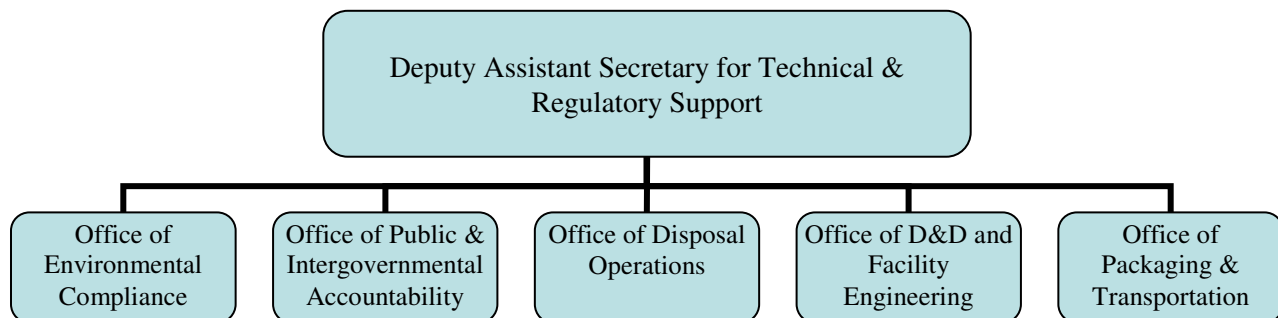 Deputy Assistant Secretary for Technical &
Regulatory Support
Office of
Environmental
Compliance
Office of Public &
Intergovernmental
Accountability
Office of Disposal
Operations
Office of D&D and
Facility
Engineering
Office of
Packaging &
Transportation